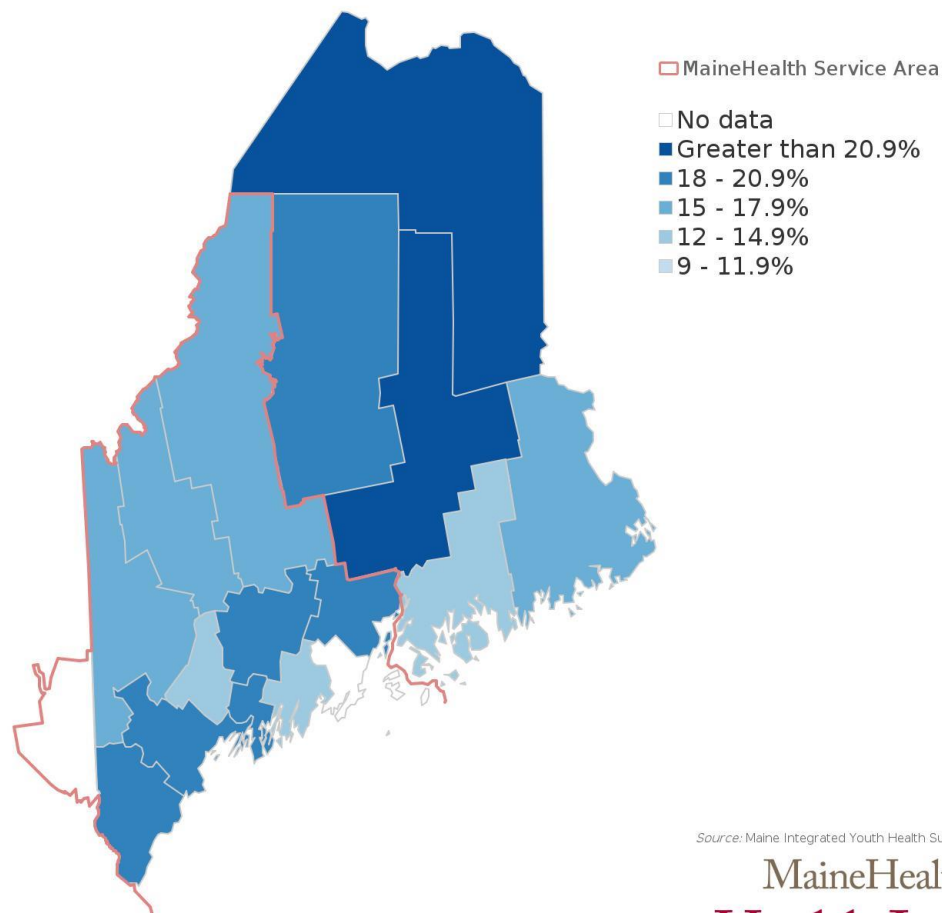 MaineHealth Service Area
No data
Greater than 20.9%
18 - 20.9%
15 - 17.9%
12 - 14.9%
9 - 11.9%
Source: Maine Integrated Youth Health Su
MaineHeal